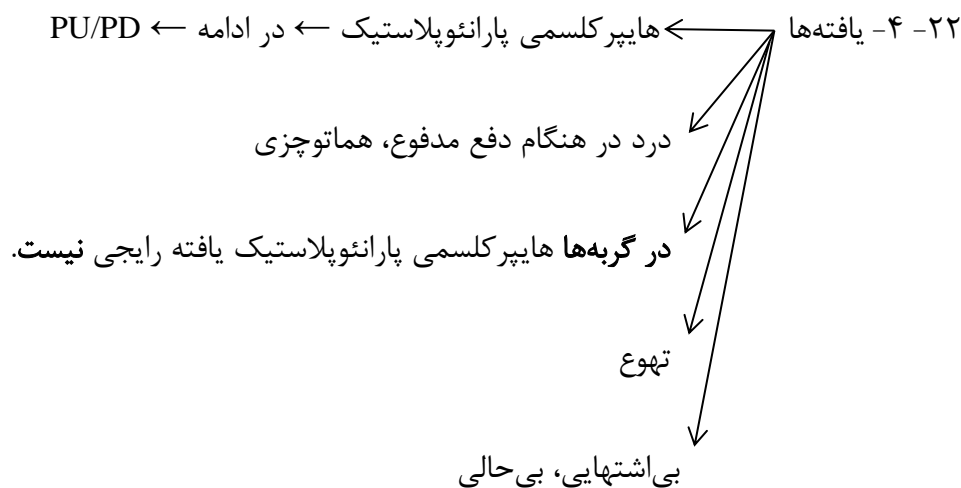 ۲۲- ۴- یافته‌ها ← هایپرکلسمی پارانئوپلاستیک ← در ادامه ← PU/PD
درد در هنگام دفع مدفوع، هماتوچزی
در گربه‌ها هایپرکلسمی پارانئوپلاستیک یافته رایجی نیست.
تهوع
بی‌اشتهایی، بی‌حالی